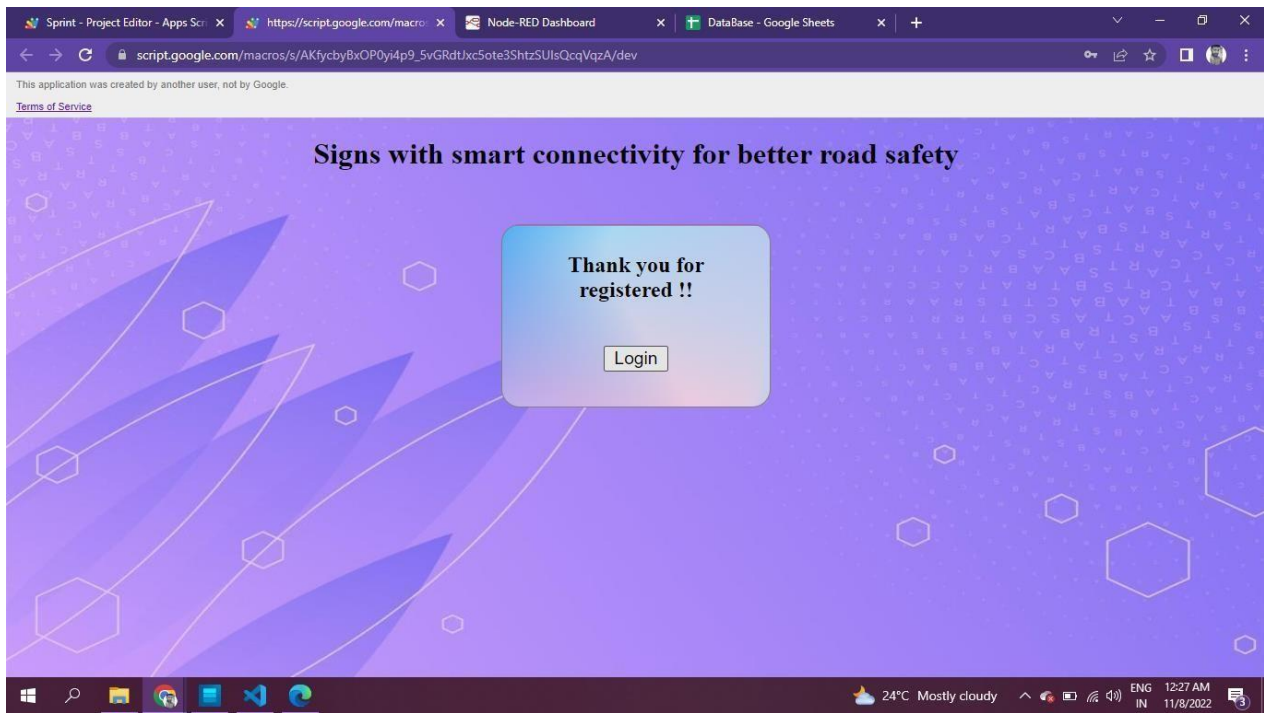 Sprint - Project Editor - Apps Scri
https://script.google.com/macros
Node-RED Dashboard
DataBase - Google Sheets
script.google.com/macros/s/AKfycbyBxOP0yi4p9_5vGRdtJxc5ote3ShtzSUIsQcqVqzA/dev
This application was created by another user, not by Google.
Terms of Service
Signs with smart connectivity for better road safety
Thank you for
registered !!
Login
24°C Mostly cloudy
ENG
IN
12:27 AM
11/8/2022
3